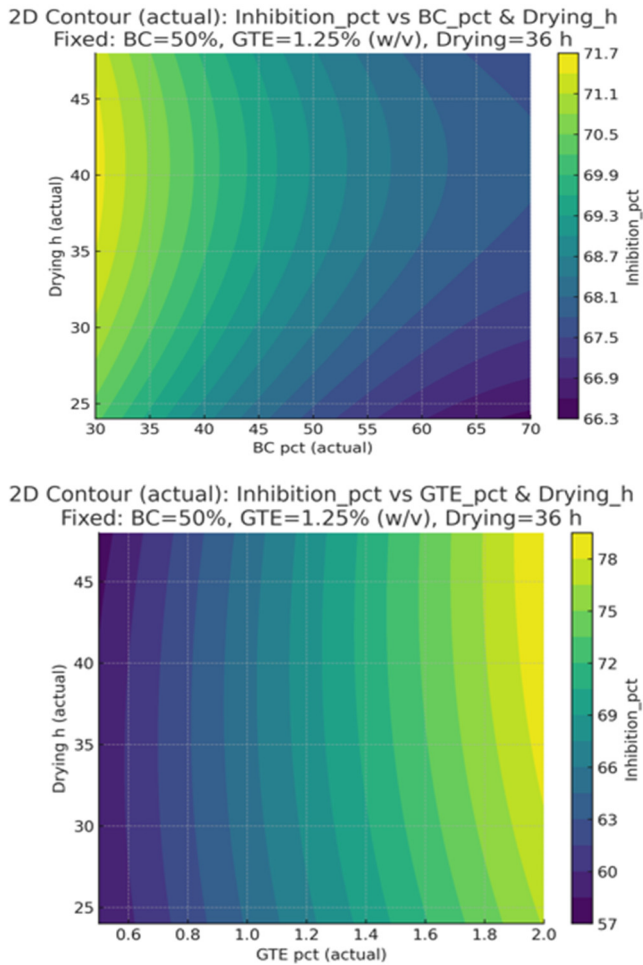 2D Contour (actual): Inhibition_pct vs BC_pct & Drying_h
Fixed: BC=50%, GTE=1.25% (w/v), Drying=36 h
71.7
71.1
70.5
69.9
69.3
68.7
68.1
67.5
66.9
66.3
Inhibition_pct
45
40
35
30
25
Drying h (actual)
30 35 40 45 50 55 60 65 70
BC pct (actual)
2D Contour (actual): Inhibition_pct vs GTE_pct & Drying_h
Fixed: BC=50%, GTE=1.25% (w/v), Drying=36 h
78
75
72
69
66
63
60
57
Inhibition_pct
45
40
35
30
25
Drying h (actual)
0.6 0.8 1.0 1.2 1.4 1.6 1.8 2.0
GTE pct (actual)